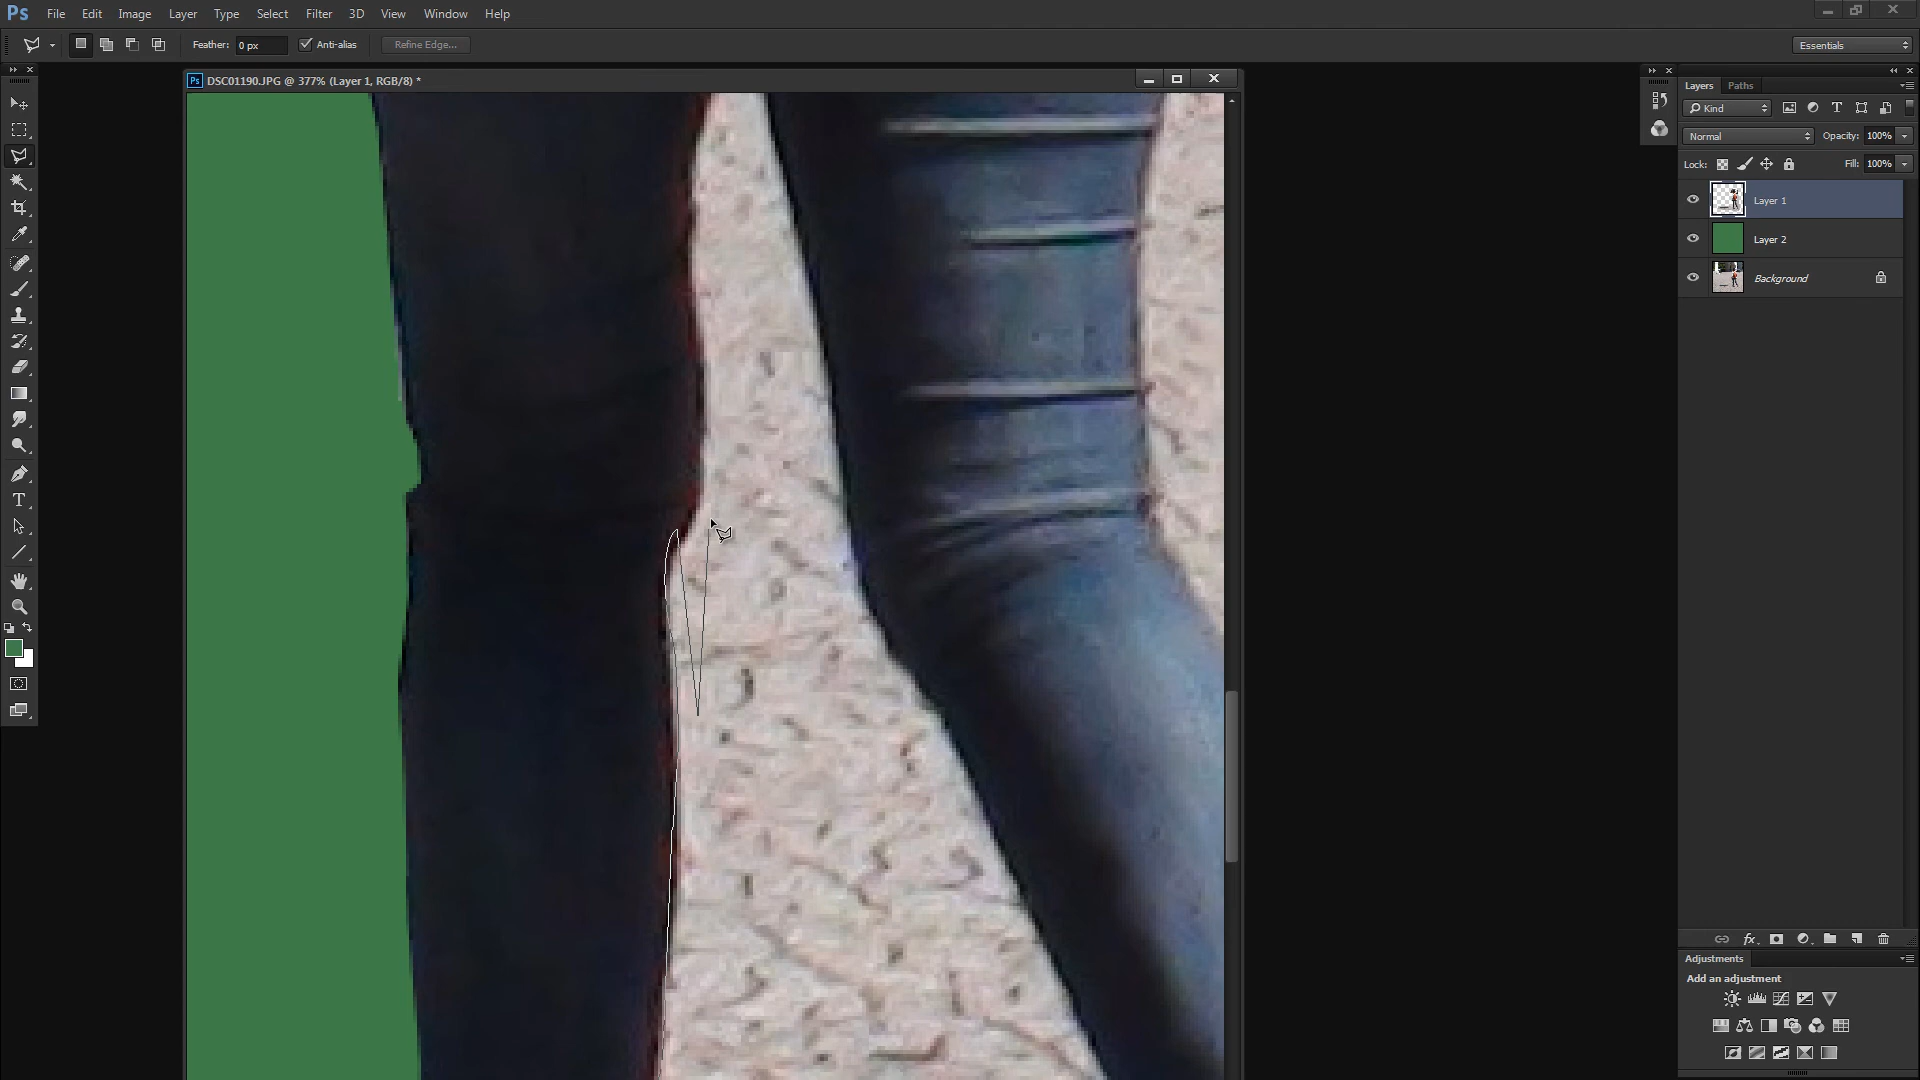 Ps File Edit Image Layer Type Select Filter 3D View Window Help
Feather: 0 px Anti-alias Refine Edge... Essentials
Ps DSC01190.JPG @ 377% (Layer 1, RGB/8) *
Layers Paths
Kind T
Normal Opacity: 100%
Lock: Fill: 100%
Layer 1
Layer 2
Background
T
fx
Adjustments
Add an adjustment